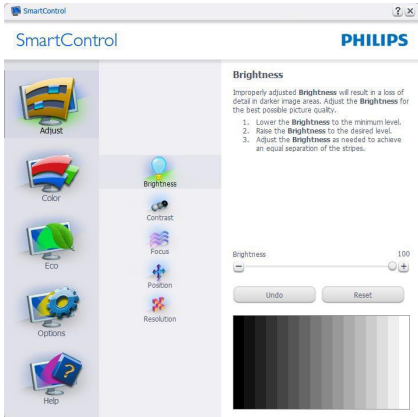 SmartControl
SmartControl
PHILIPS
Adjust
Color
Eco
Options
Help
Brightness
Contrast
Focus
Position
Resolution
Brightness
Improperly adjusted Brightness will result in a loss of
detail in darker image areas. Adjust the Brightness for
the best possible picture quality.
1. Lower the Brightness to the minimum level.
2. Raise the Brightness to the desired level.
3. Adjust the Brightness as needed to achieve
an equal separation of the stripes.
Brightness 100
Undo Reset